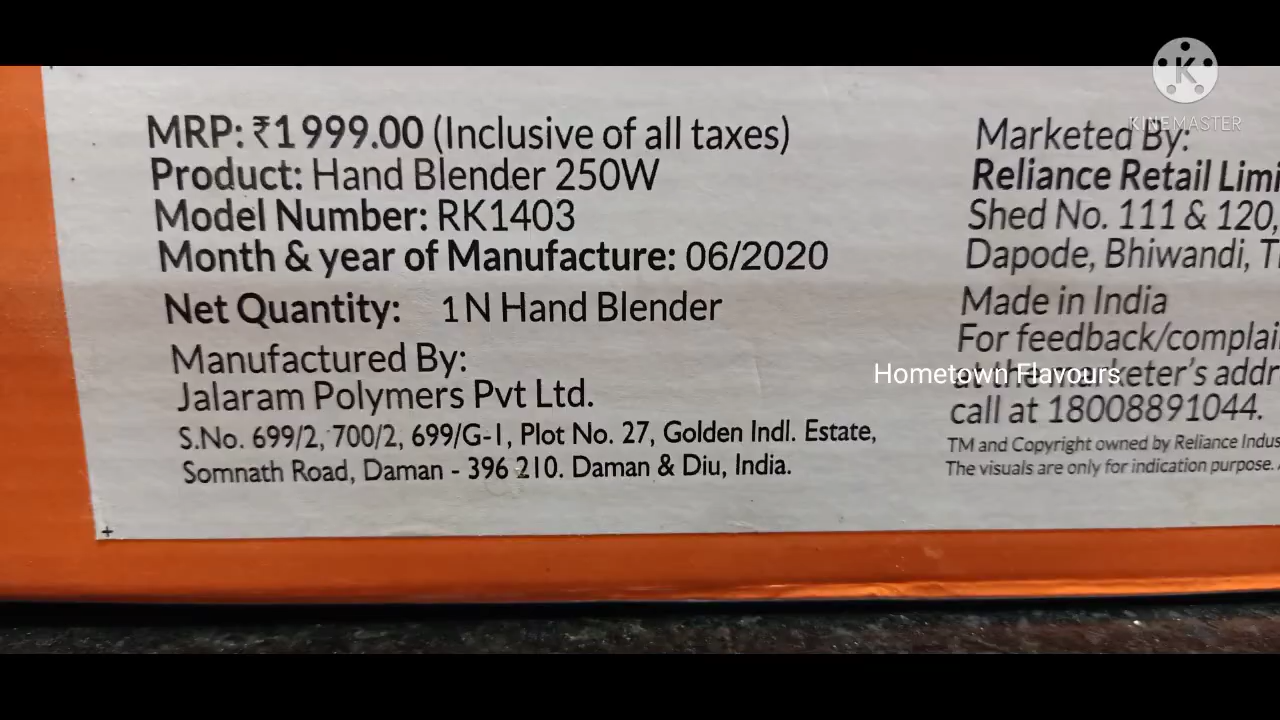 MRP: ₹1999.00 (Inclusive of all taxes)
Product: Hand Blender 250W
Model Number: RK1403
Month & year of Manufacture: 06/2020
Net Quantity: 1N Hand Blender
Manufactured By:
Jalaram Polymers Pvt Ltd.
S.No. 699/2, 700/2, 699/G-1, Plot No. 27, Golden Indl. Estate,
Somnath Road, Daman - 396 210. Daman & Diu, India.
Marketed By:
Reliance Retail Limi
Shed No. 111 & 120,
Dapode, Bhiwandi, T
Made in India
For feedback/complai
at the marketer's addr
call at 18008891044.
TM and Copyright owned by Reliance Indus
The visuals are only for indication purpose.
K
KINEMASTER
Hometown Flavours